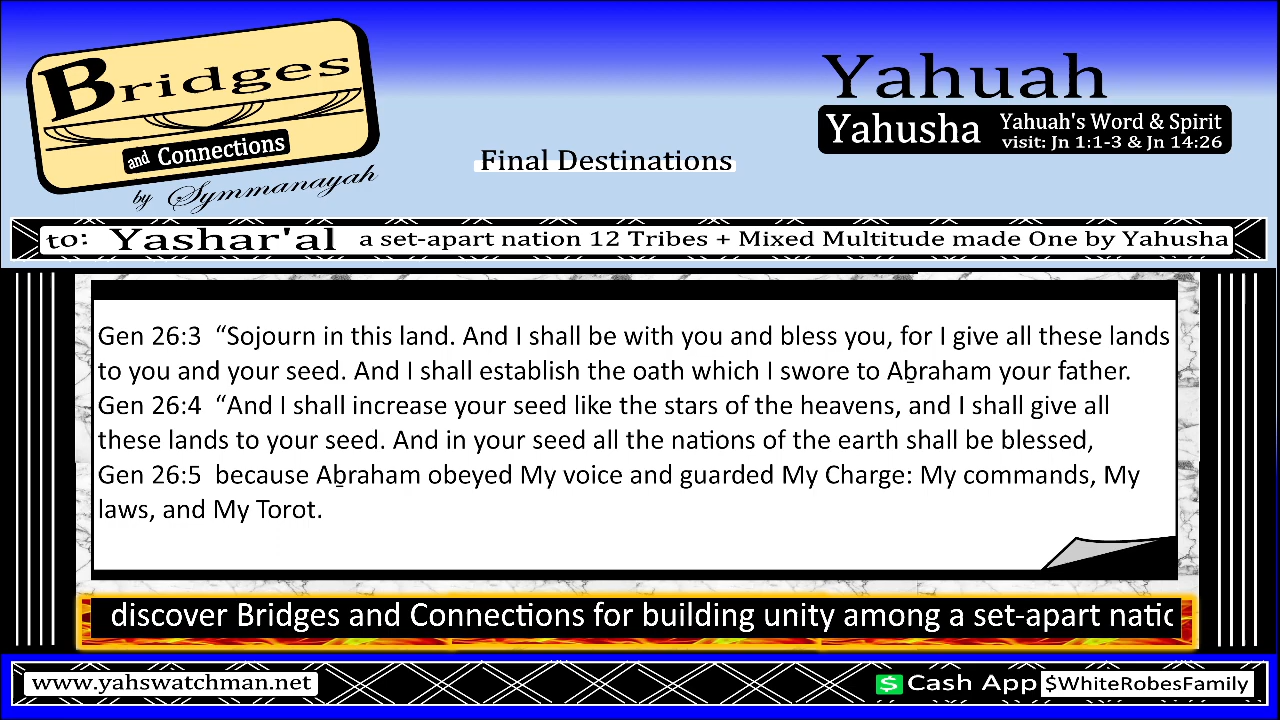 Bridges
and Connections
by Symmanayah
Final Destinations
Yahuah
Yahusha Yahuah's Word & Spirit
visit: Jn 1:1-3 & Jn 14:26
to: Yashar'al a set-apart nation 12 Tribes + Mixed Multitude made One by Yahusha
Gen 26:3 “Sojourn in this land. And I shall be with you and bless you, for I give all these lands
to you and your seed. And I shall establish the oath which I swore to Aḇraham your father.
Gen 26:4 “And I shall increase your seed like the stars of the heavens, and I shall give all
these lands to your seed. And in your seed all the nations of the earth shall be blessed,
Gen 26:5 because Aḇraham obeyed My voice and guarded My Charge: My commands, My
laws, and My Torot.
discover Bridges and Connections for building unity among a set-apart natic
www.yahswatchman.net
$ Cash App $WhiteRobesFamily